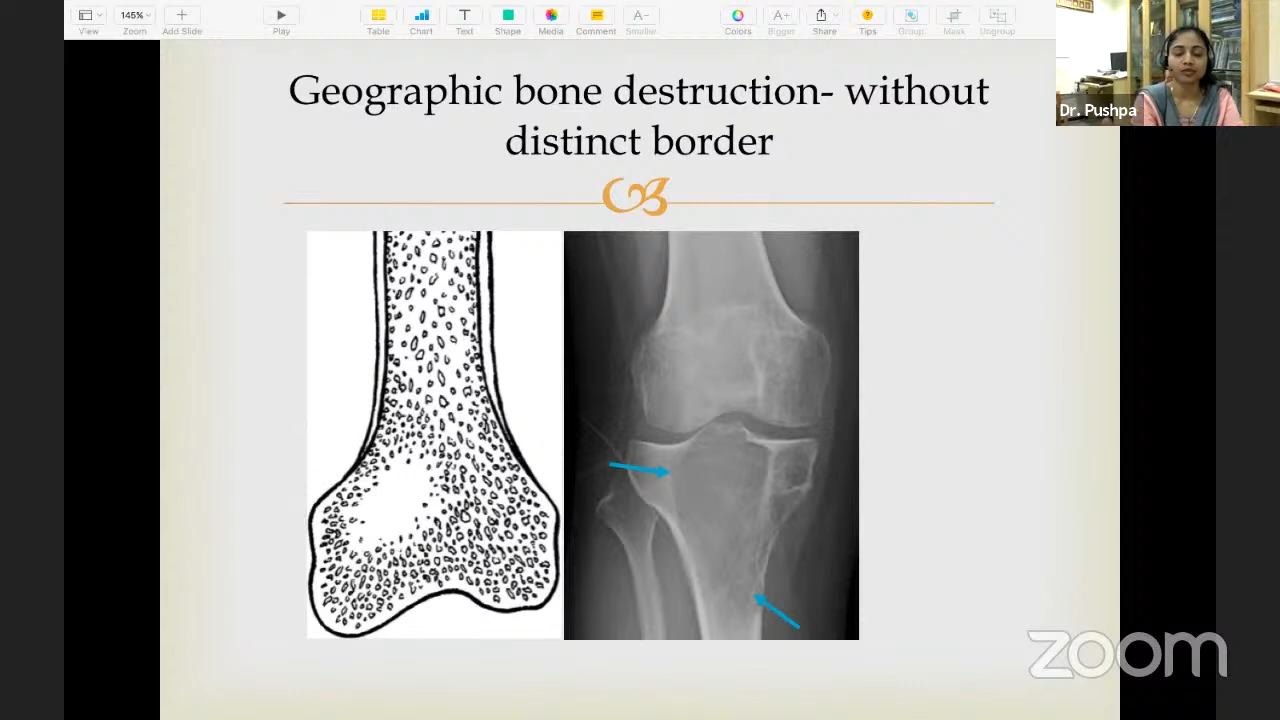 145%
View
Zoom
Add Slide
Play
Table
Chart
Text
Shape
Media
Comment
A-
Smaller
Colors
A+
Bigger
Share
Tips
Group
Mask
Ungroup
Geographic bone destruction- without
distinct border
Dr. Pushpa
zoom